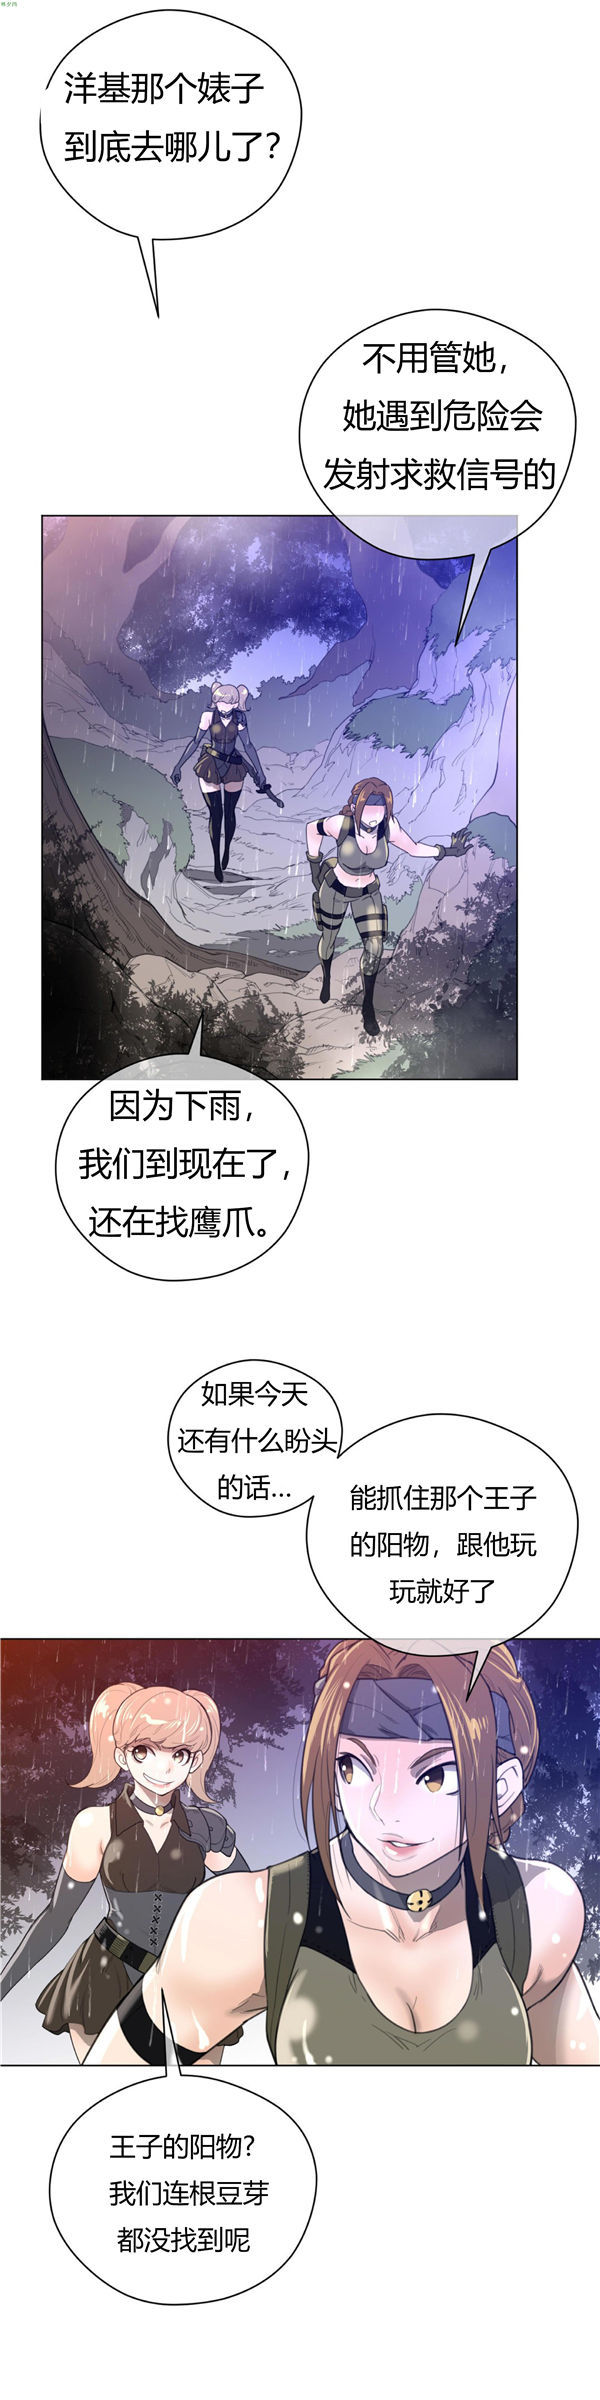 洋基那个婊子
到底去哪儿了？
不用管她，
她遇到危险会
发射求救信号的
因为下雨，
我们到现在了，
还在找鹰爪。
如果今天
还有什么盼头
的话...
能抓住那个王子
的阳物，跟他玩
玩就好了
王子的阳物？
我们连根豆芽
都没找到呢